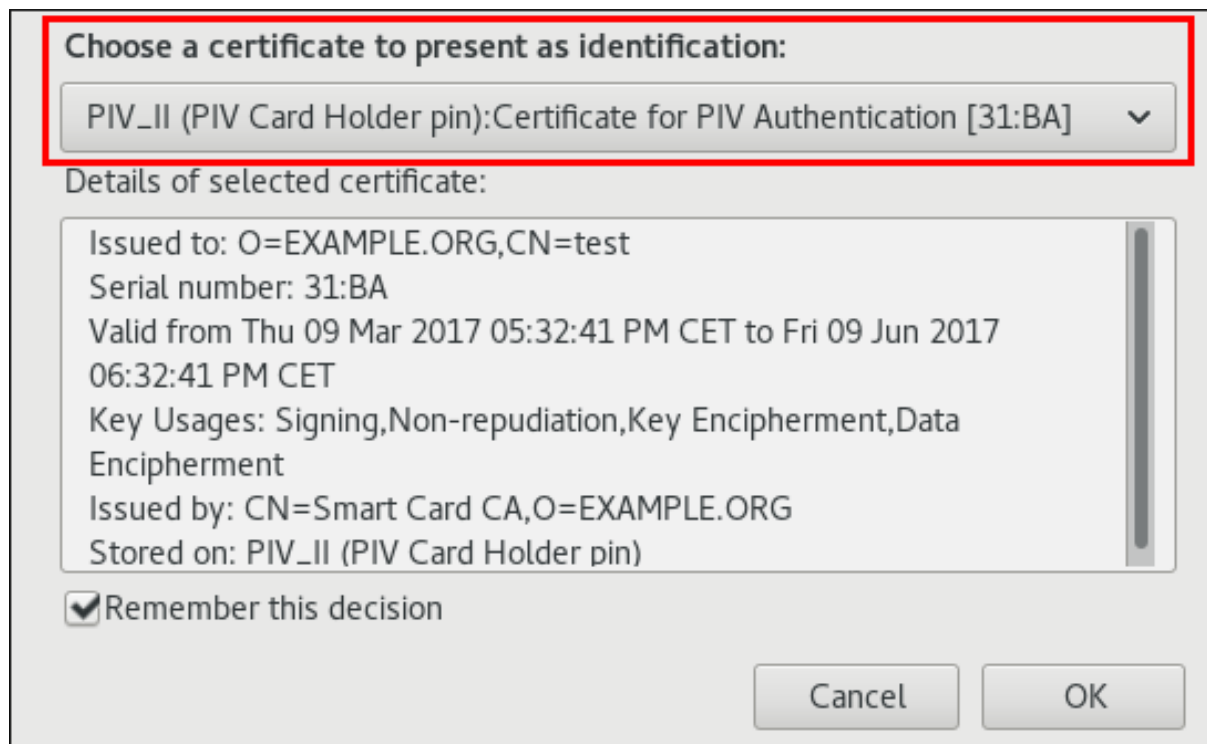 Choose a certificate to present as identification:
PIV_II (PIV Card Holder pin):Certificate for PIV Authentication [31:BA]
Details of selected certificate:
Issued to: O=EXAMPLE.ORG,CN=test
Serial number: 31:BA
Valid from Thu 09 Mar 2017 05:32:41 PM CET to Fri 09 Jun 2017
06:32:41 PM CET
Key Usages: Signing,Non-repudiation,Key Encipherment,Data
Encipherment
Issued by: CN=Smart Card CA,O=EXAMPLE.ORG
Stored on: PIV_II (PIV Card Holder pin)
Remember this decision
Cancel OK